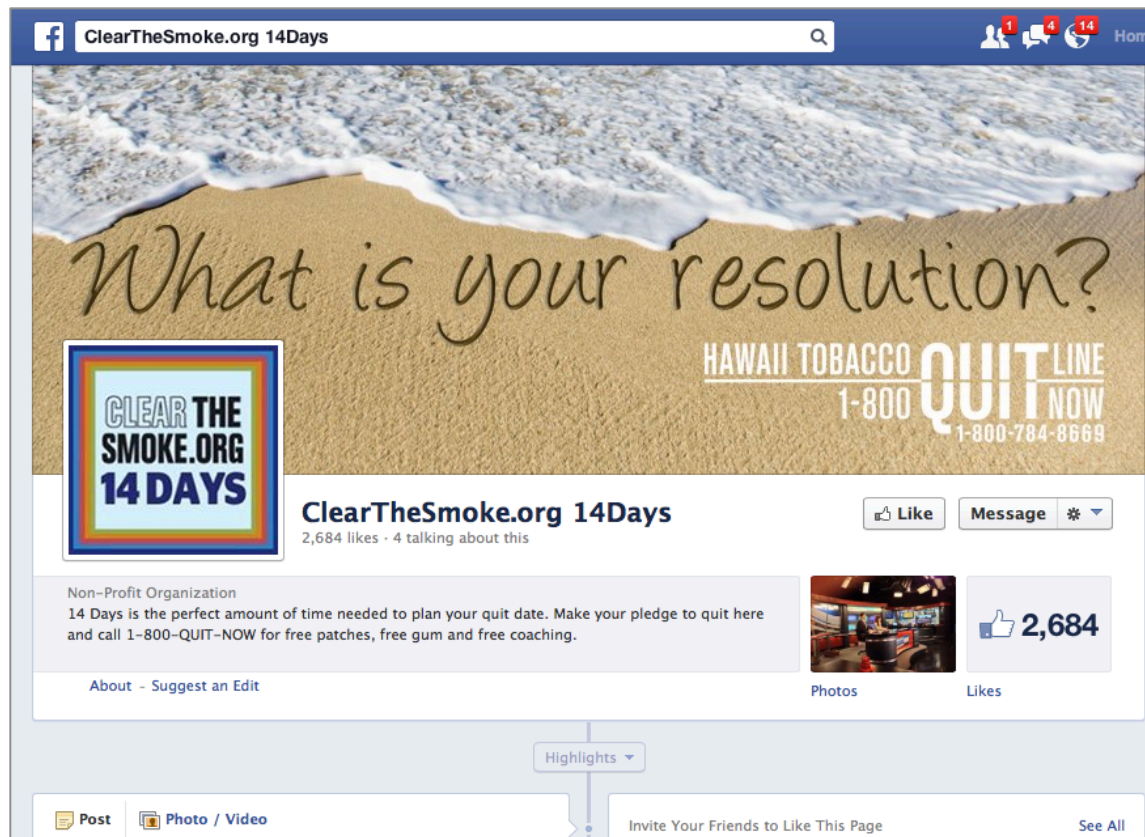 ClearTheSmoke.org 14Days
1
4
14
Hom
What is your resolution?
HAWAII TOBACCO QUIT LINE
1-800 QUIT NOW
1-800-784-8669
CLEAR THE
SMOKE.ORG
14 DAYS
ClearTheSmoke.org 14Days
2,684 likes · 4 talking about this
Like
Message
Non-Profit Organization
14 Days is the perfect amount of time needed to plan your quit date. Make your pledge to quit here
and call 1-800-QUIT-NOW for free patches, free gum and free coaching.
2,684
About - Suggest an Edit
Photos
Likes
Highlights
Post
Photo / Video
Invite Your Friends to Like This Page
See All